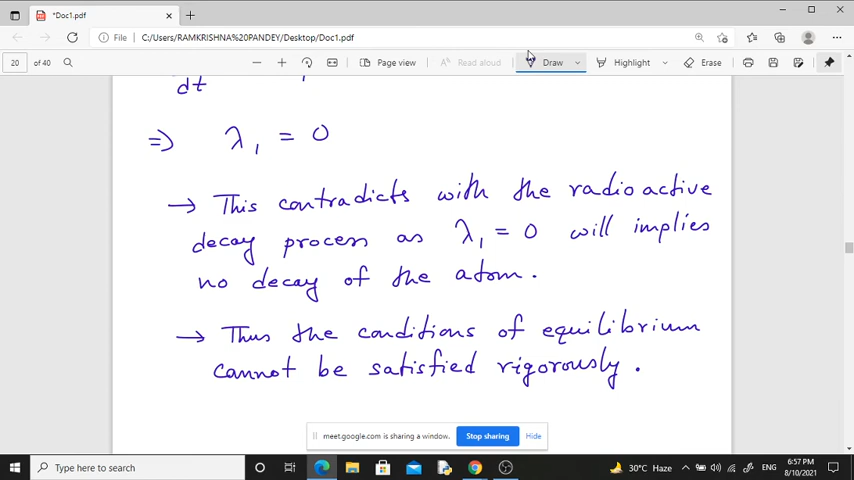 *Doc1.pdf
File C:/Users/RAMKRISHNA%20PANDEY/Desktop/Doc1.pdf
20 of 40 Page view Read aloud Draw Highlight Erase
dt
⇒ λ₁ = 0
→ This contradicts with the radioactive
decay process as λ₁ = 0 will implies
no decay of the atom.
→ Thus the conditions of equilibrium
cannot be satisfied rigorously.
meet.google.com is sharing a window. Stop sharing Hide
Type here to search 30°C Haze ENG 6:57 PM
8/10/2021